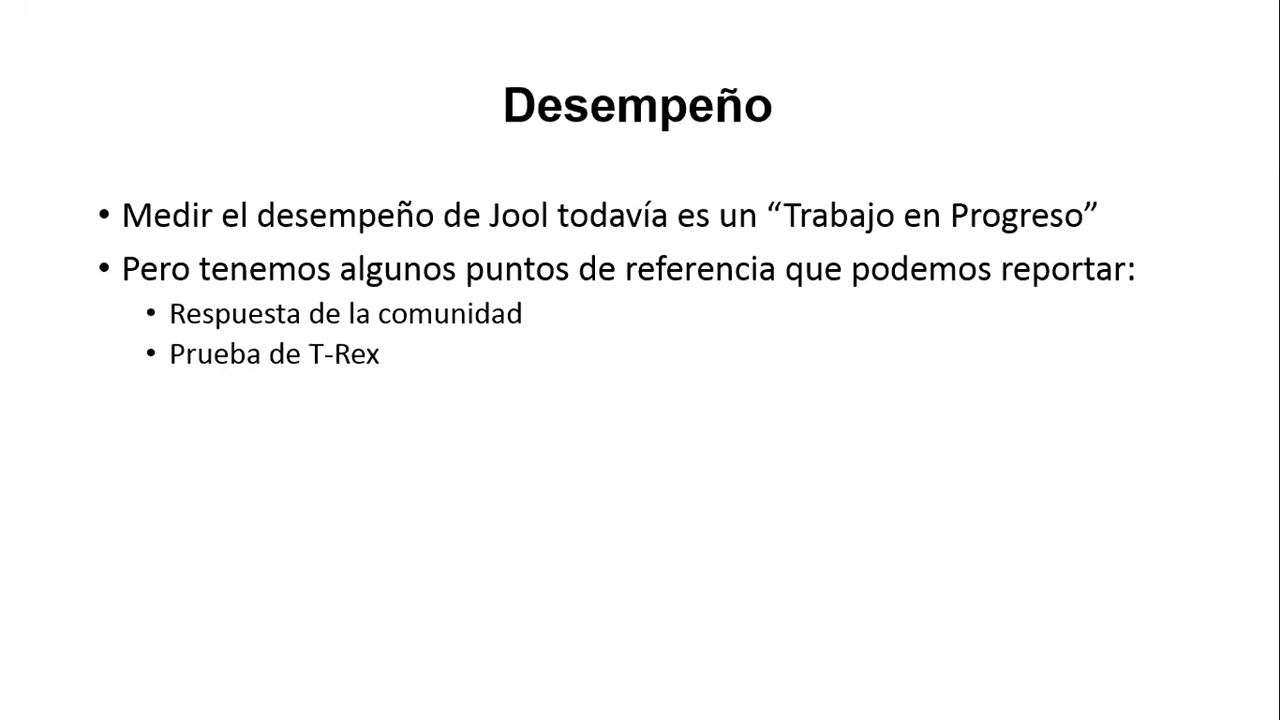 Desempeño
• Medir el desempeño de Jool todavía es un “Trabajo en Progreso”
• Pero tenemos algunos puntos de referencia que podemos reportar:
• Respuesta de la comunidad
• Prueba de T-Rex